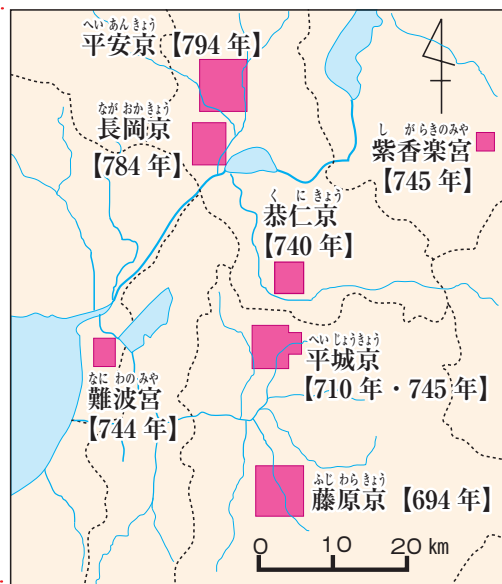 へいあんきょう
平安京【794年】
ながおかきょう
長岡京
【784年】
しがらきのみや
紫香楽宮
【745年】
くにきょう
恭仁京
【740年】
へいじょうきょう
平城京
【710年・745年】
なにわのみや
難波宮
【744年】
ふじわらきょう
藤原京【694年】
0 10 20 km